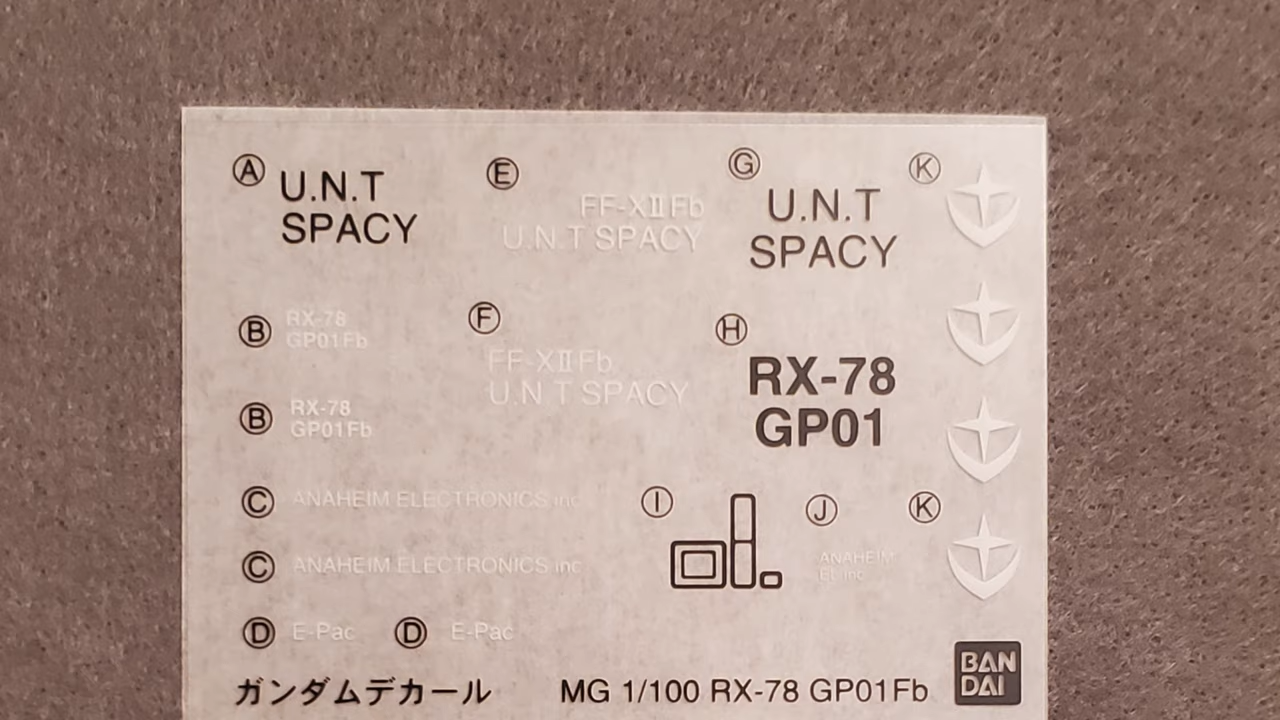 Ⓐ U.N.T
SPACY
Ⓔ FF-XⅡFb
U.N.T SPACY
Ⓖ U.N.T
SPACY
Ⓚ
Ⓑ RX-78
GP01Fb
Ⓕ FF-XⅡFb
U.N.T SPACY
Ⓗ RX-78
GP01
Ⓑ RX-78
GP01Fb
Ⓒ ANAHEIM ELECTRONICS inc
Ⓘ
Ⓙ ANAHEIM
EL inc
Ⓚ
Ⓒ ANAHEIM ELECTRONICS inc
Ⓓ E-Pac Ⓓ E-Pac
ガンダムデカール MG 1/100 RX-78 GP01Fb
BAN
DAI